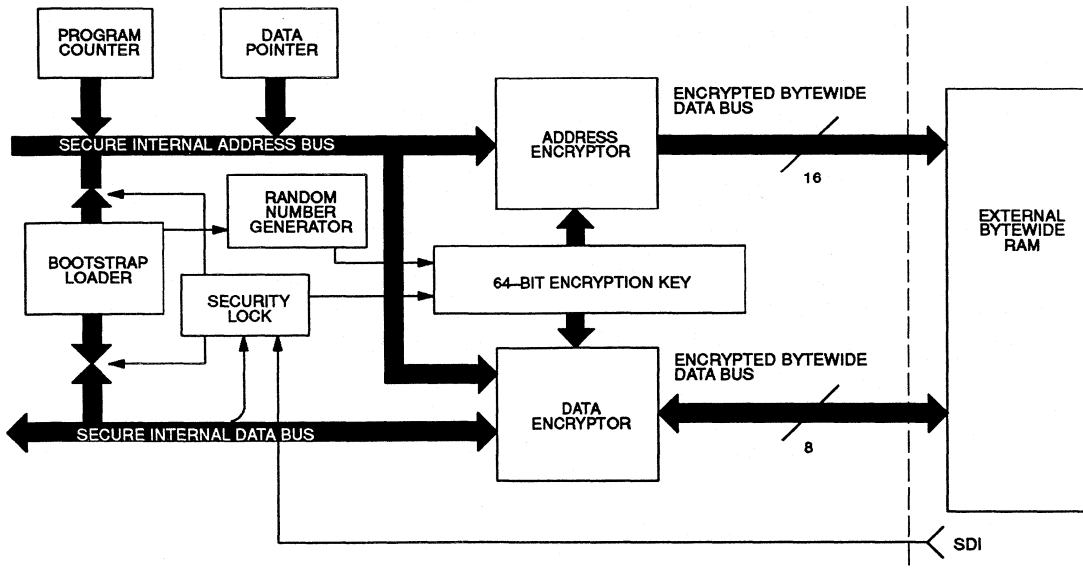 PROGRAM
COUNTER
DATA
POINTER
ENCRYPTED BYTEWIDE
DATA BUS
ADDRESS
ENCRYPTOR
SECURE INTERNAL ADDRESS BUS
16
RANDOM
NUMBER
GENERATOR
EXTERNAL
BYTEWIDE
RAM
BOOTSTRAP
LOADER
64–BIT ENCRYPTION KEY
SECURITY
LOCK
ENCRYPTED BYTEWIDE
DATA BUS
DATA
ENCRYPTOR
SECURE INTERNAL DATA BUS
8
SDI